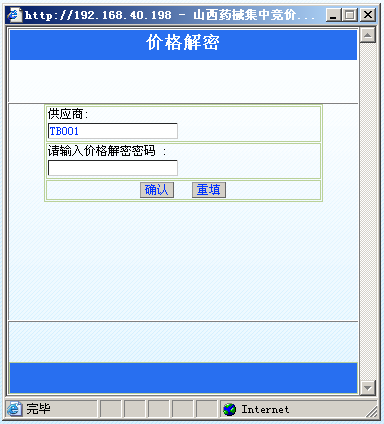 http://192.168.40.198 - 山西药械集中竞价...
价格解密
供应商:
TB001
请输入价格解密密码 :
确认 重填
完毕 Internet